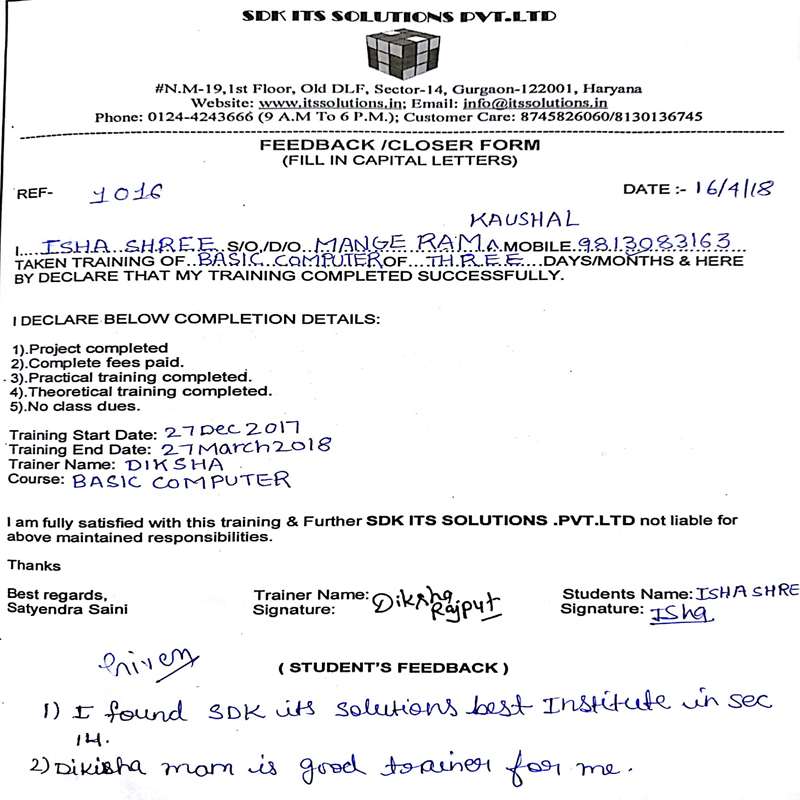 SDK ITS SOLUTIONS PVT.LTD
#N.M-19,1st Floor, Old DLF, Sector-14, Gurgaon-122001, Haryana
Website: www.itssolutions.in; Email: info@itssolutions.in
Phone: 0124-4243666 (9 A.M To 6 P.M.); Customer Care: 8745826060/8130136745
FEEDBACK /CLOSER FORM
(FILL IN CAPITAL LETTERS)
REF- 1016 DATE :- 16/4/18
KAUSHAL
I....ISHA SHREE..S/O./D/O..MANGE RAM^.MOBILE.9813083163...
TAKEN TRAINING OF..BASIC COMPUTER OF...THREE...DAYS/MONTHS & HERE
BY DECLARE THAT MY TRAINING COMPLETED SUCCESSFULLY.
I DECLARE BELOW COMPLETION DETAILS:
1).Project completed
2).Complete fees paid.
3).Practical training completed.
4).Theoretical training completed.
5).No class dues.
Training Start Date: 27 Dec 2017
Training End Date: 27 March 2018
Trainer Name: DIKSHA
Course: BASIC COMPUTER
I am fully satisfied with this training & Further SDK ITS SOLUTIONS .PVT.LTD not liable for
above maintained responsibilities.
Thanks
Best regards, Trainer Name: Diksha Students Name: ISHA SHRE
Satyendra Saini Signature: Rajput Signature: Isha
( STUDENT'S FEEDBACK )
1) I found SDK its solutions best Institute in sec
14.
2) Dikisha mam is good trainer for me.